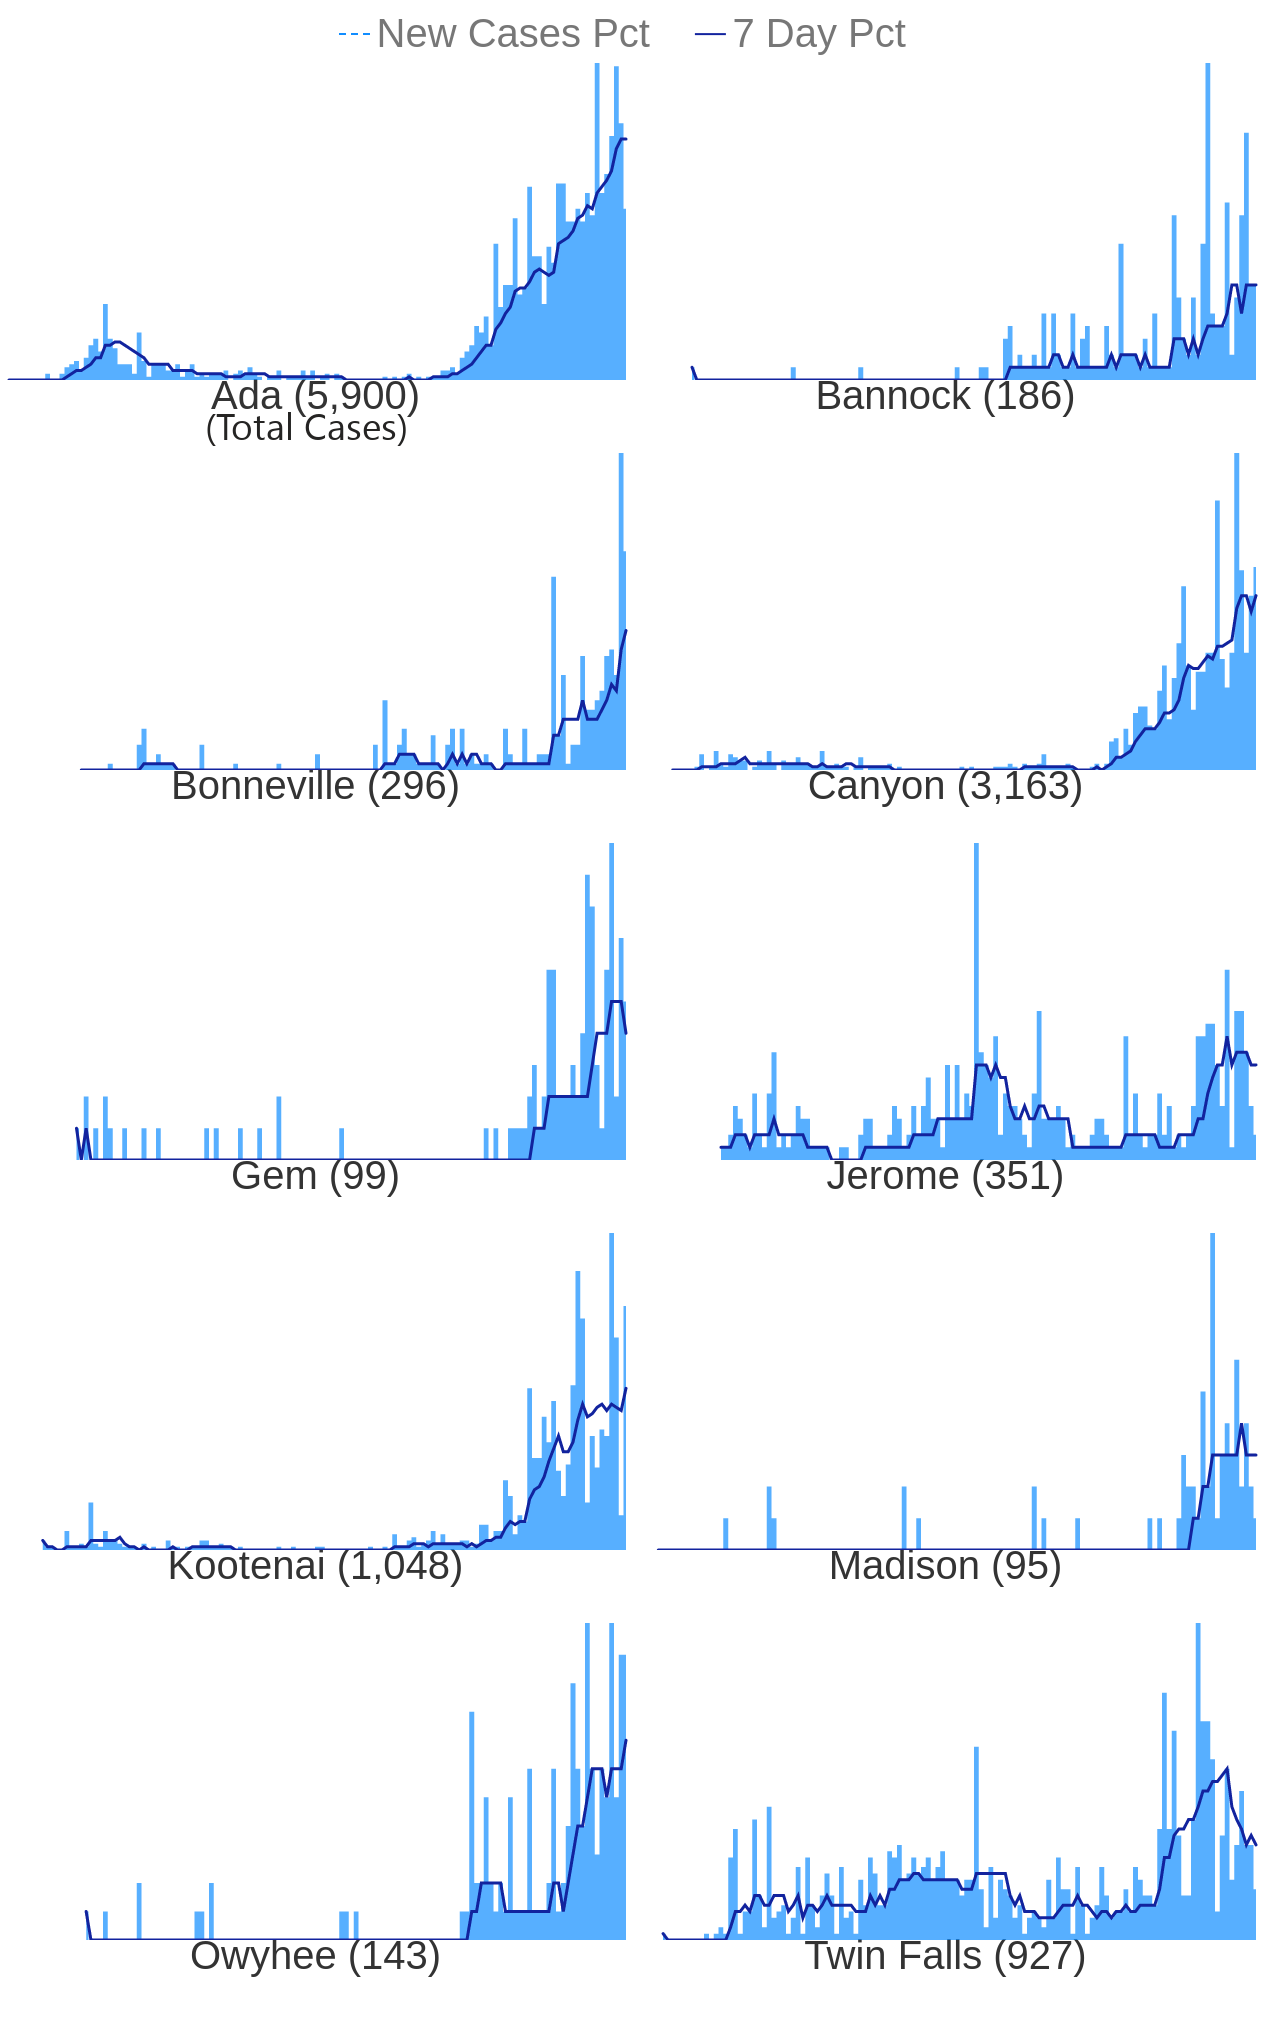 New Cases Pct 7 Day Pct
Ada (5,900) Bannock (186)
(Total Cases)
Bonneville (296) Canyon (3,163)
Gem (99) Jerome (351)
Kootenai (1,048) Madison (95)
Owyhee (143) Twin Falls (927)